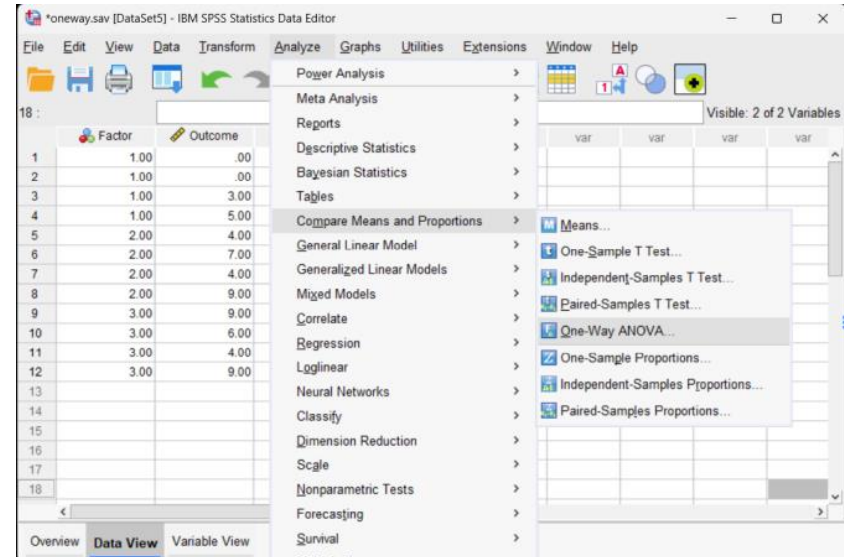 *oneway.sav [DataSet5] - IBM SPSS Statistics Data Editor
File Edit View Data Transform Analyze Graphs Utilities Extensions Window Help
18 :
Visible: 2 of 2 Variables
Factor Outcome var var var var
1 1.00 .00
2 1.00 .00
3 1.00 3.00
4 1.00 5.00
5 2.00 4.00
6 2.00 7.00
7 2.00 4.00
8 2.00 9.00
9 3.00 9.00
10 3.00 6.00
11 3.00 4.00
12 3.00 9.00
13
14
15
16
17
18
Power Analysis
Meta Analysis
Reports
Descriptive Statistics
Bayesian Statistics
Tables
Compare Means and Proportions
General Linear Model
Generalized Linear Models
Mixed Models
Correlate
Regression
Loglinear
Neural Networks
Classify
Dimension Reduction
Scale
Nonparametric Tests
Forecasting
Survival
Means...
One-Sample T Test...
Independent-Samples T Test...
Paired-Samples T Test...
One-Way ANOVA...
One-Sample Proportions...
Independent-Samples Proportions...
Paired-Samples Proportions...
Overview Data View Variable View